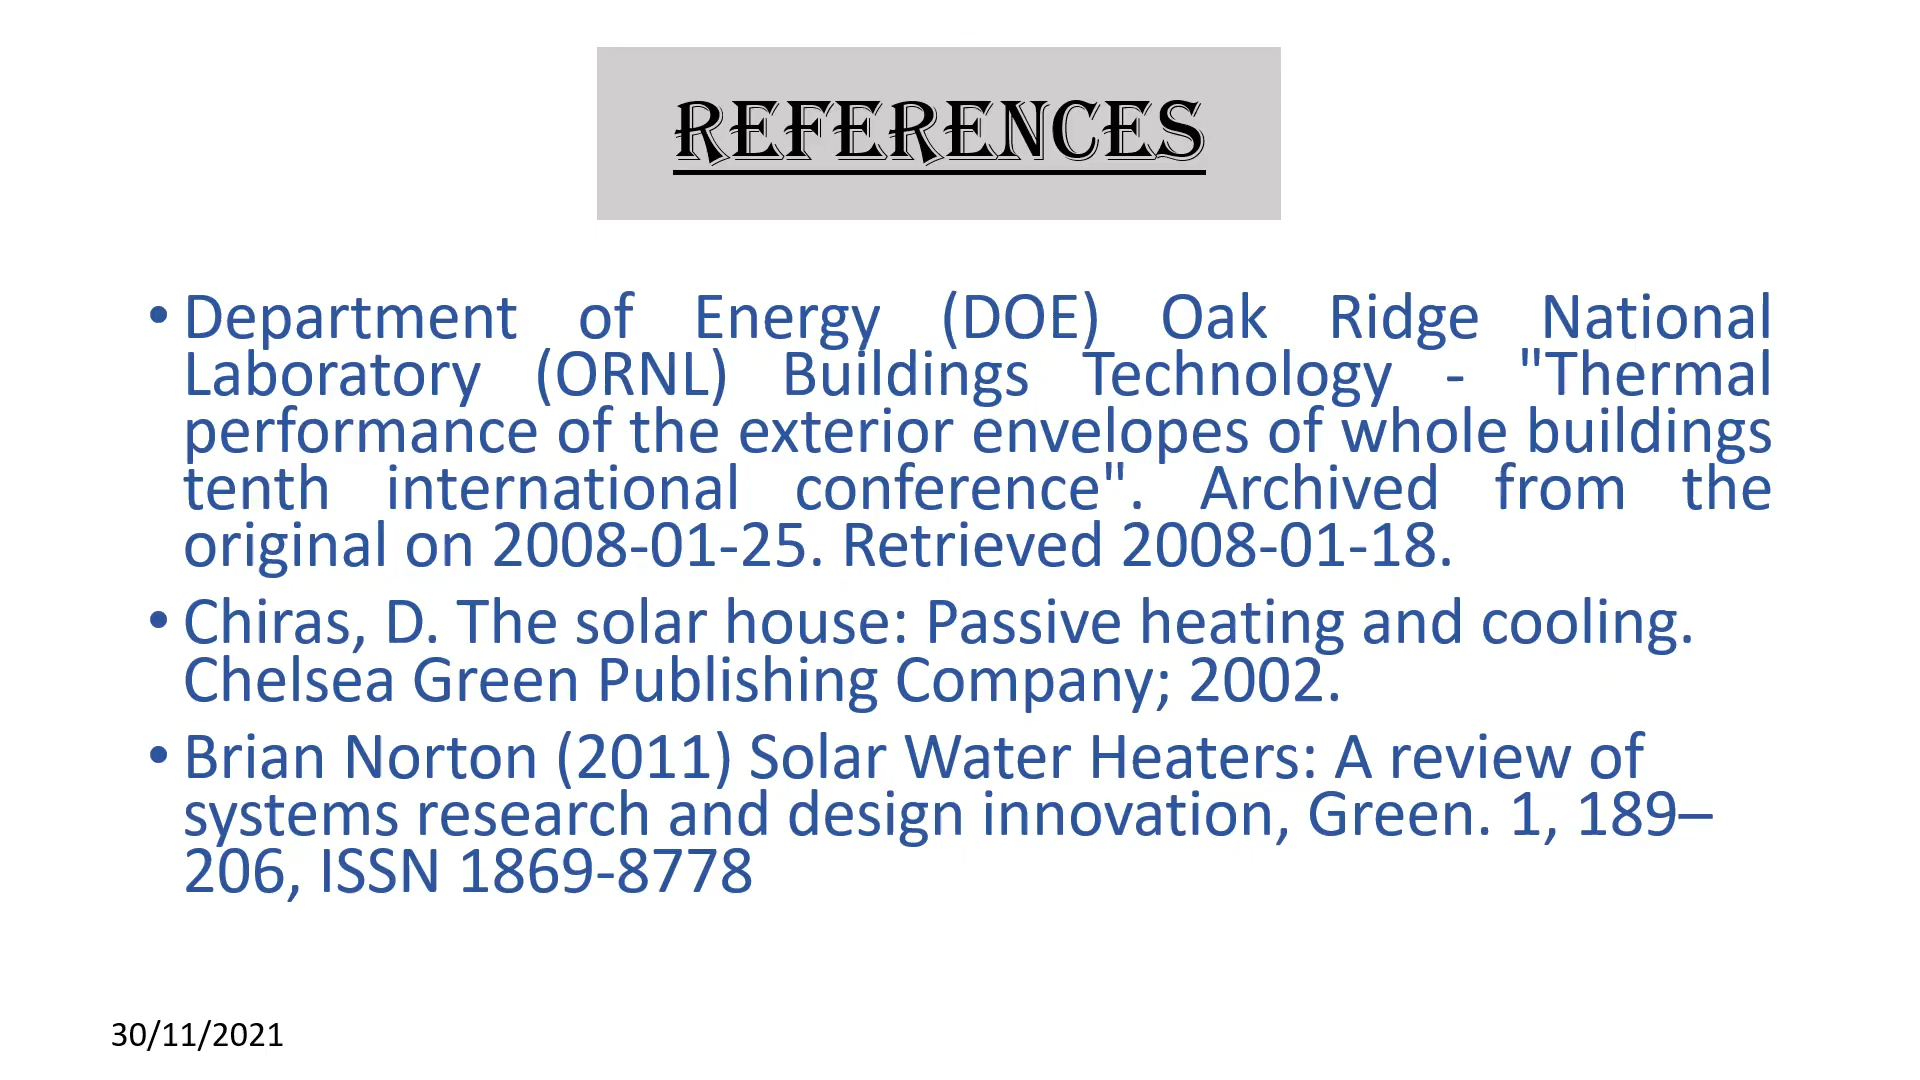 REFERENCES
• Department of Energy (DOE) Oak Ridge National
Laboratory (ORNL) Buildings Technology - "Thermal
performance of the exterior envelopes of whole buildings
tenth international conference". Archived from the
original on 2008-01-25. Retrieved 2008-01-18.
• Chiras, D. The solar house: Passive heating and cooling.
Chelsea Green Publishing Company; 2002.
• Brian Norton (2011) Solar Water Heaters: A review of
systems research and design innovation, Green. 1, 189–
206, ISSN 1869-8778
30/11/2021